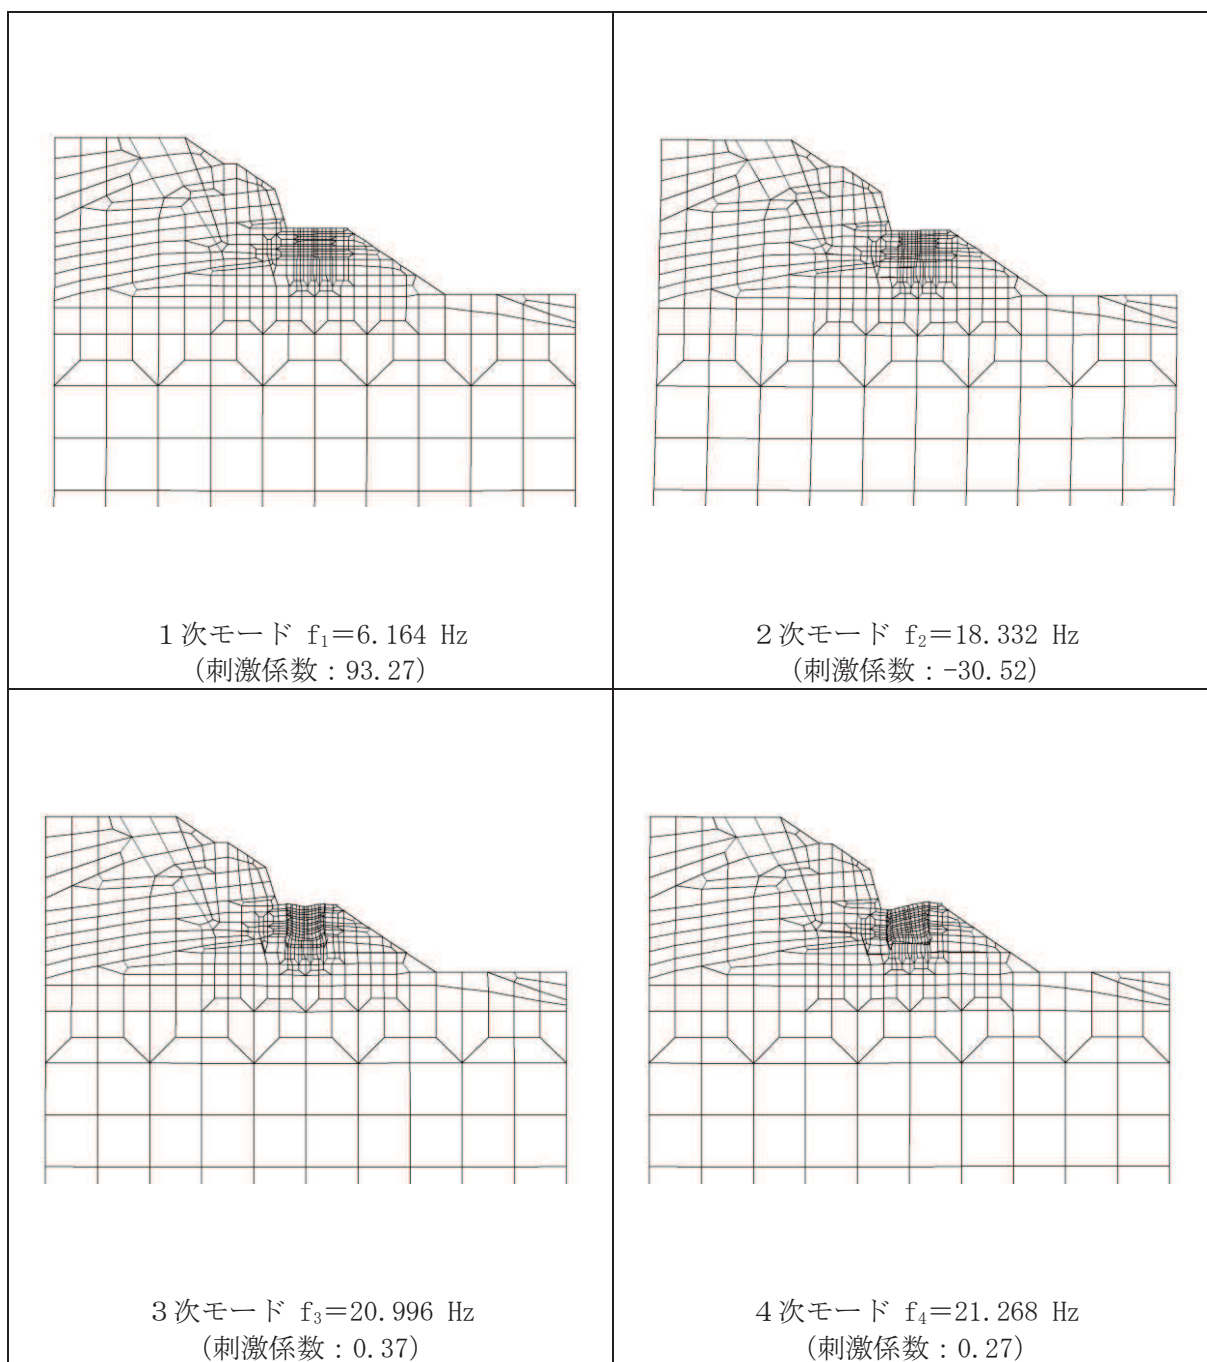 １次モード f₁＝6.164 Hz
(刺激係数：93.27)
２次モード f₂＝18.332 Hz
(刺激係数：-30.52)
３次モード f₃＝20.996 Hz
(刺激係数：0.37)
４次モード f₄＝21.268 Hz
(刺激係数：0.27)